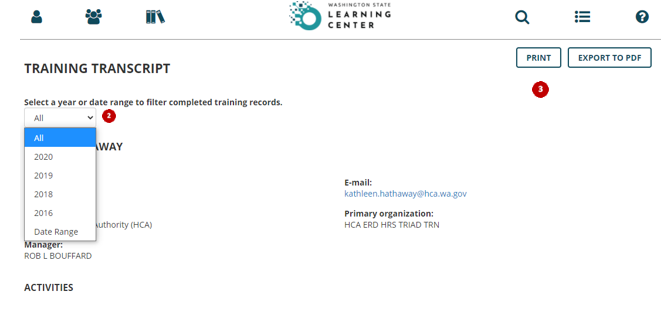 WASHINGTON STATE
LEARNING
CENTER
?
PRINT
EXPORT TO PDF
3
TRAINING TRANSCRIPT
Select a year or date range to filter completed training records.
All
2
All
AWAY
2020
2019
E-mail:
2018
kathleen.hathaway@hca.wa.gov
2016
Primary organization:
uthority (HCA)
HCA ERD HRS TRIAD TRN
Date Range
Manager:
ROB L BOUFFARD
ACTIVITIES